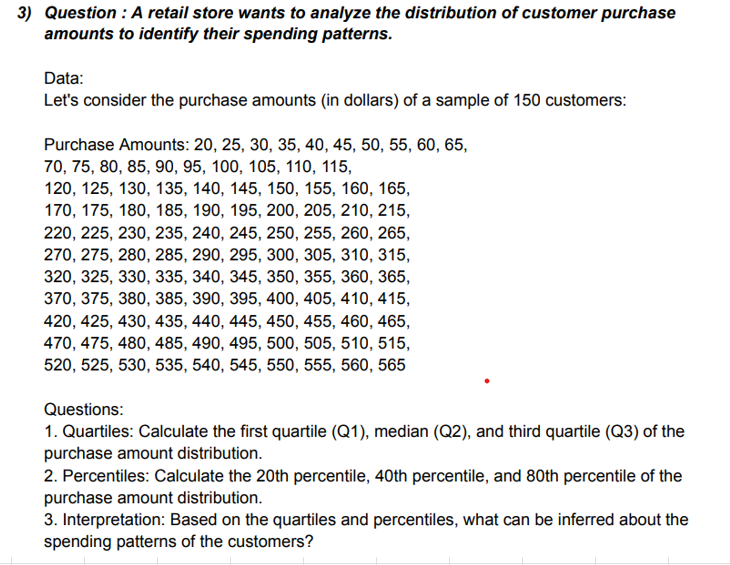 3) Question : A retail store wants to analyze the distribution of customer purchase
amounts to identify their spending patterns.
Data:
Let's consider the purchase amounts (in dollars) of a sample of 150 customers:
Purchase Amounts: 20, 25, 30, 35, 40, 45, 50, 55, 60, 65,
70, 75, 80, 85, 90, 95, 100, 105, 110, 115,
120, 125, 130, 135, 140, 145, 150, 155, 160, 165,
170, 175, 180, 185, 190, 195, 200, 205, 210, 215,
220, 225, 230, 235, 240, 245, 250, 255, 260, 265,
270, 275, 280, 285, 290, 295, 300, 305, 310, 315,
320, 325, 330, 335, 340, 345, 350, 355, 360, 365,
370, 375, 380, 385, 390, 395, 400, 405, 410, 415,
420, 425, 430, 435, 440, 445, 450, 455, 460, 465,
470, 475, 480, 485, 490, 495, 500, 505, 510, 515,
520, 525, 530, 535, 540, 545, 550, 555, 560, 565
Questions:
1. Quartiles: Calculate the first quartile (Q1), median (Q2), and third quartile (Q3) of the
purchase amount distribution.
2. Percentiles: Calculate the 20th percentile, 40th percentile, and 80th percentile of the
purchase amount distribution.
3. Interpretation: Based on the quartiles and percentiles, what can be inferred about the
spending patterns of the customers?